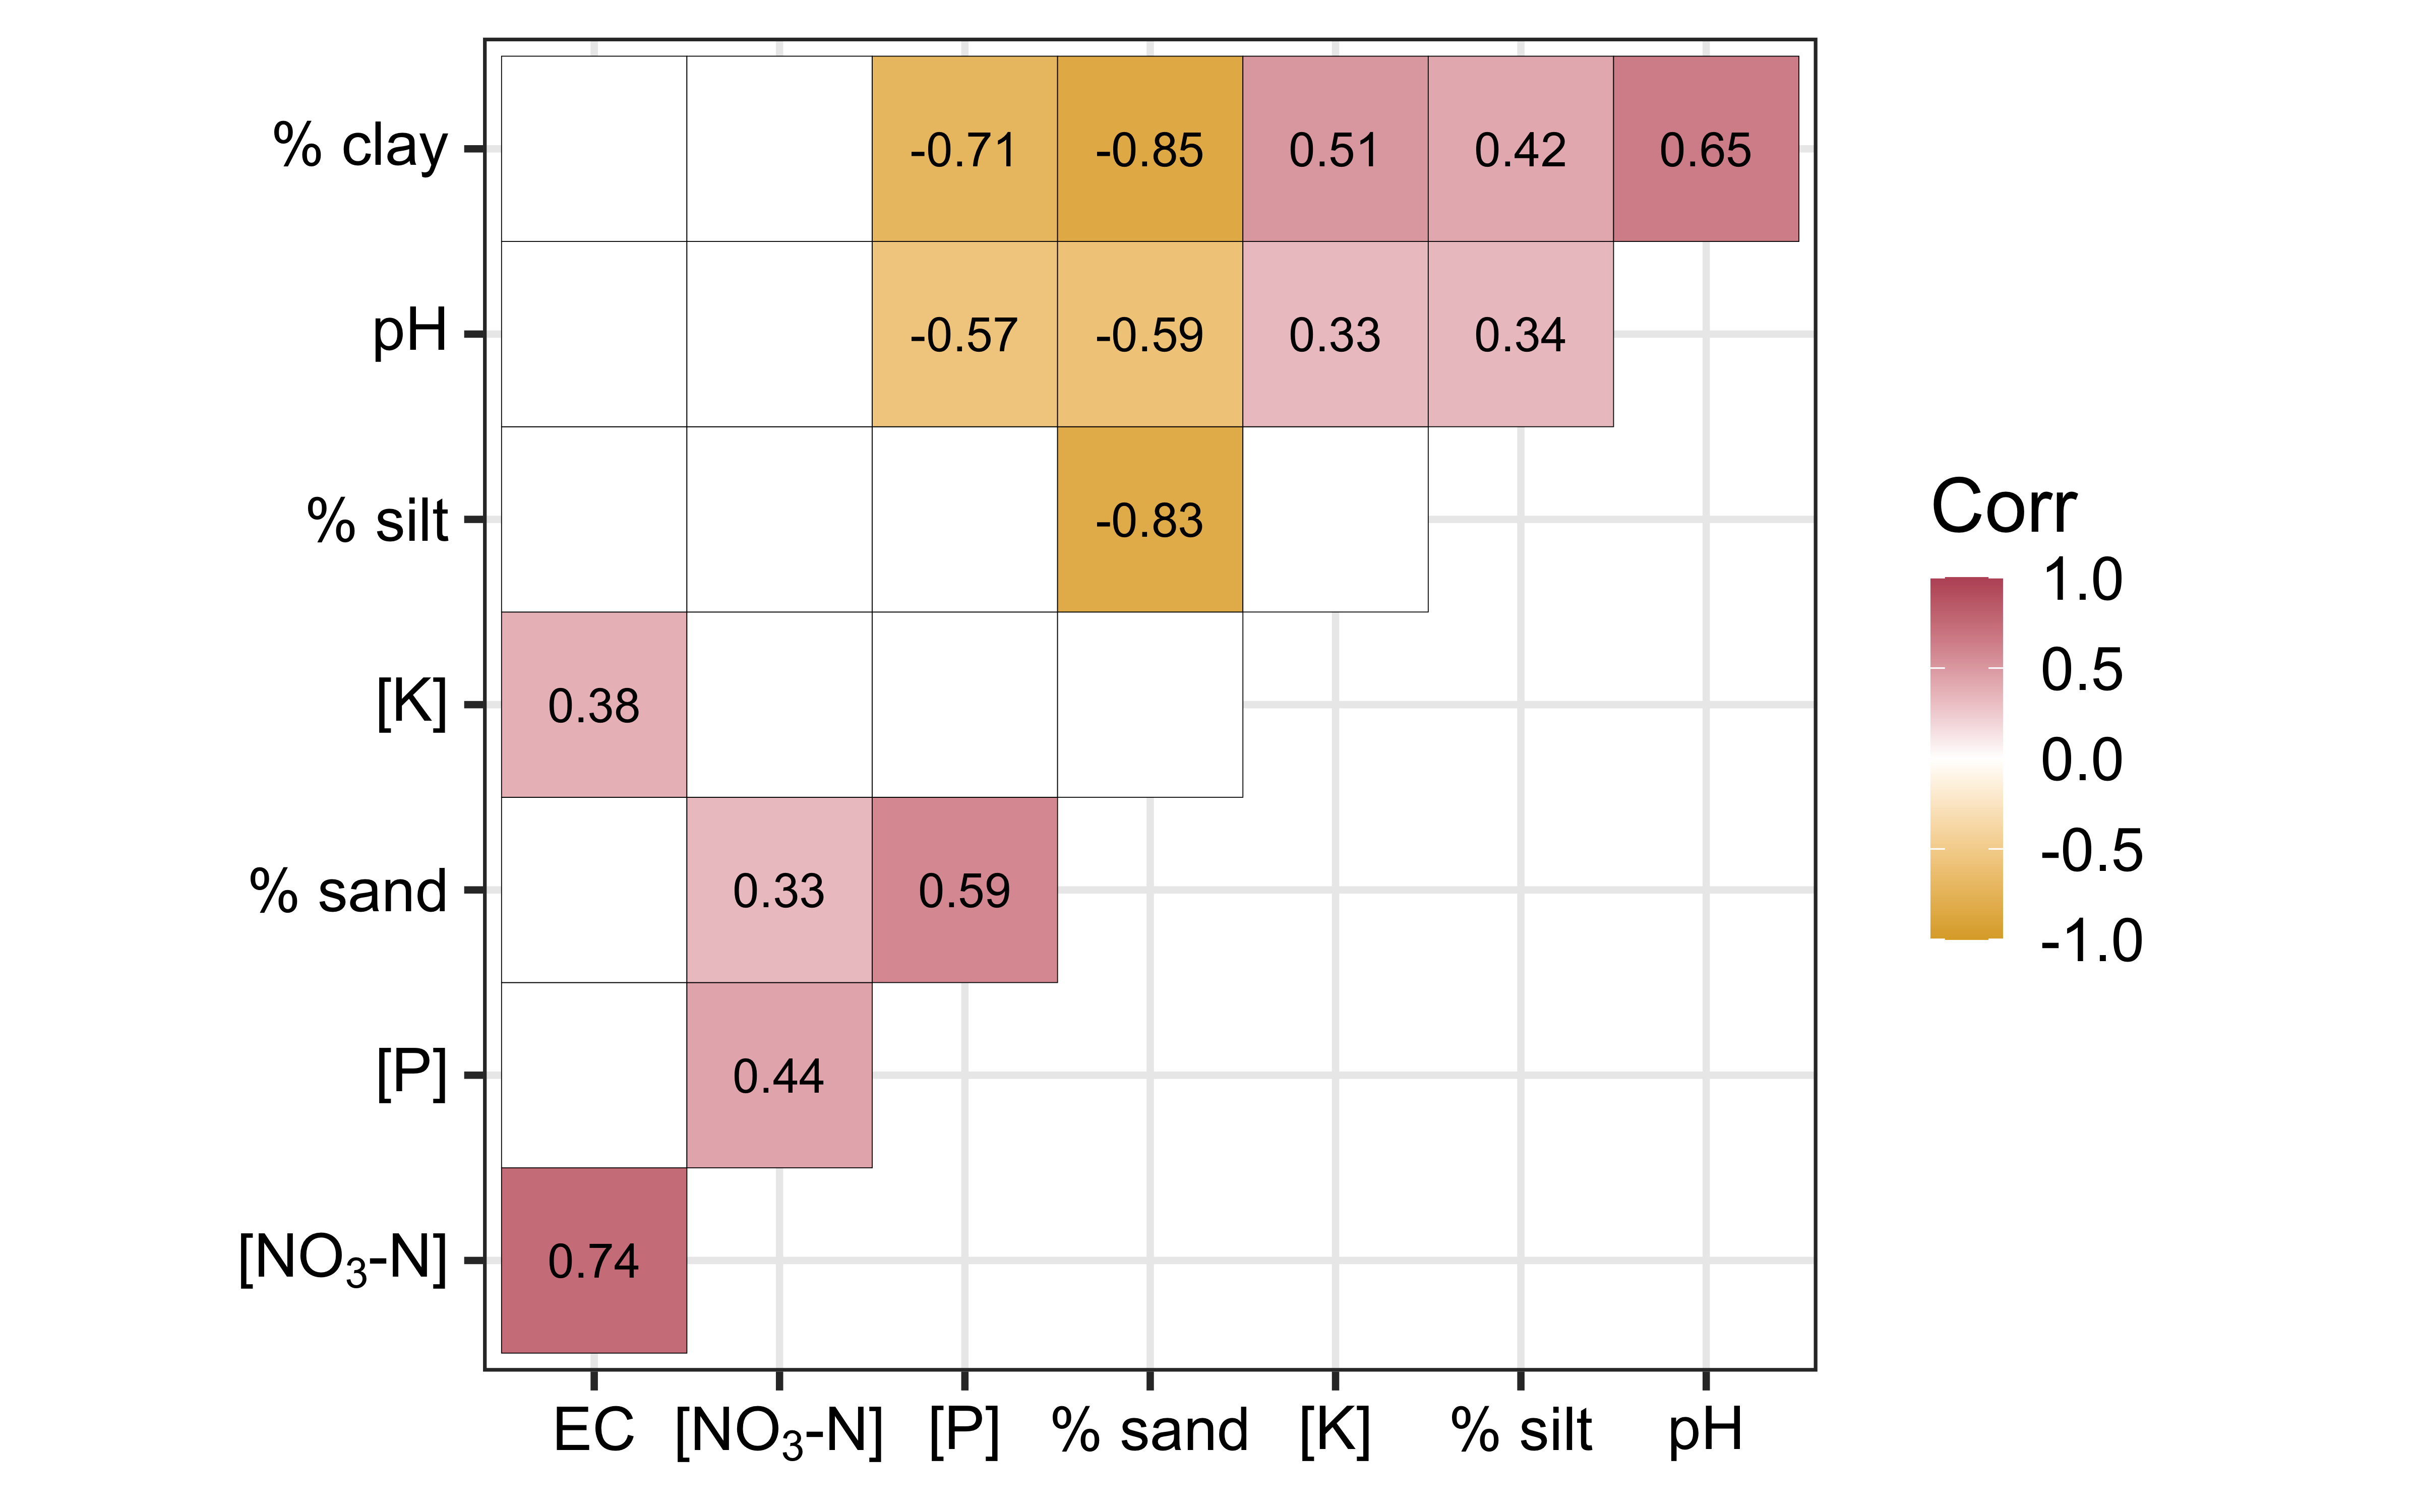 % clay -0.71 -0.85 0.51 0.42 0.65
pH -0.57 -0.59 0.33 0.34
% silt -0.83
[K] 0.38
% sand 0.33 0.59
[P] 0.44
[NO₃-N] 0.74
EC [NO₃-N] [P] % sand [K] % silt pH
Corr
1.0
0.5
0.0
-0.5
-1.0